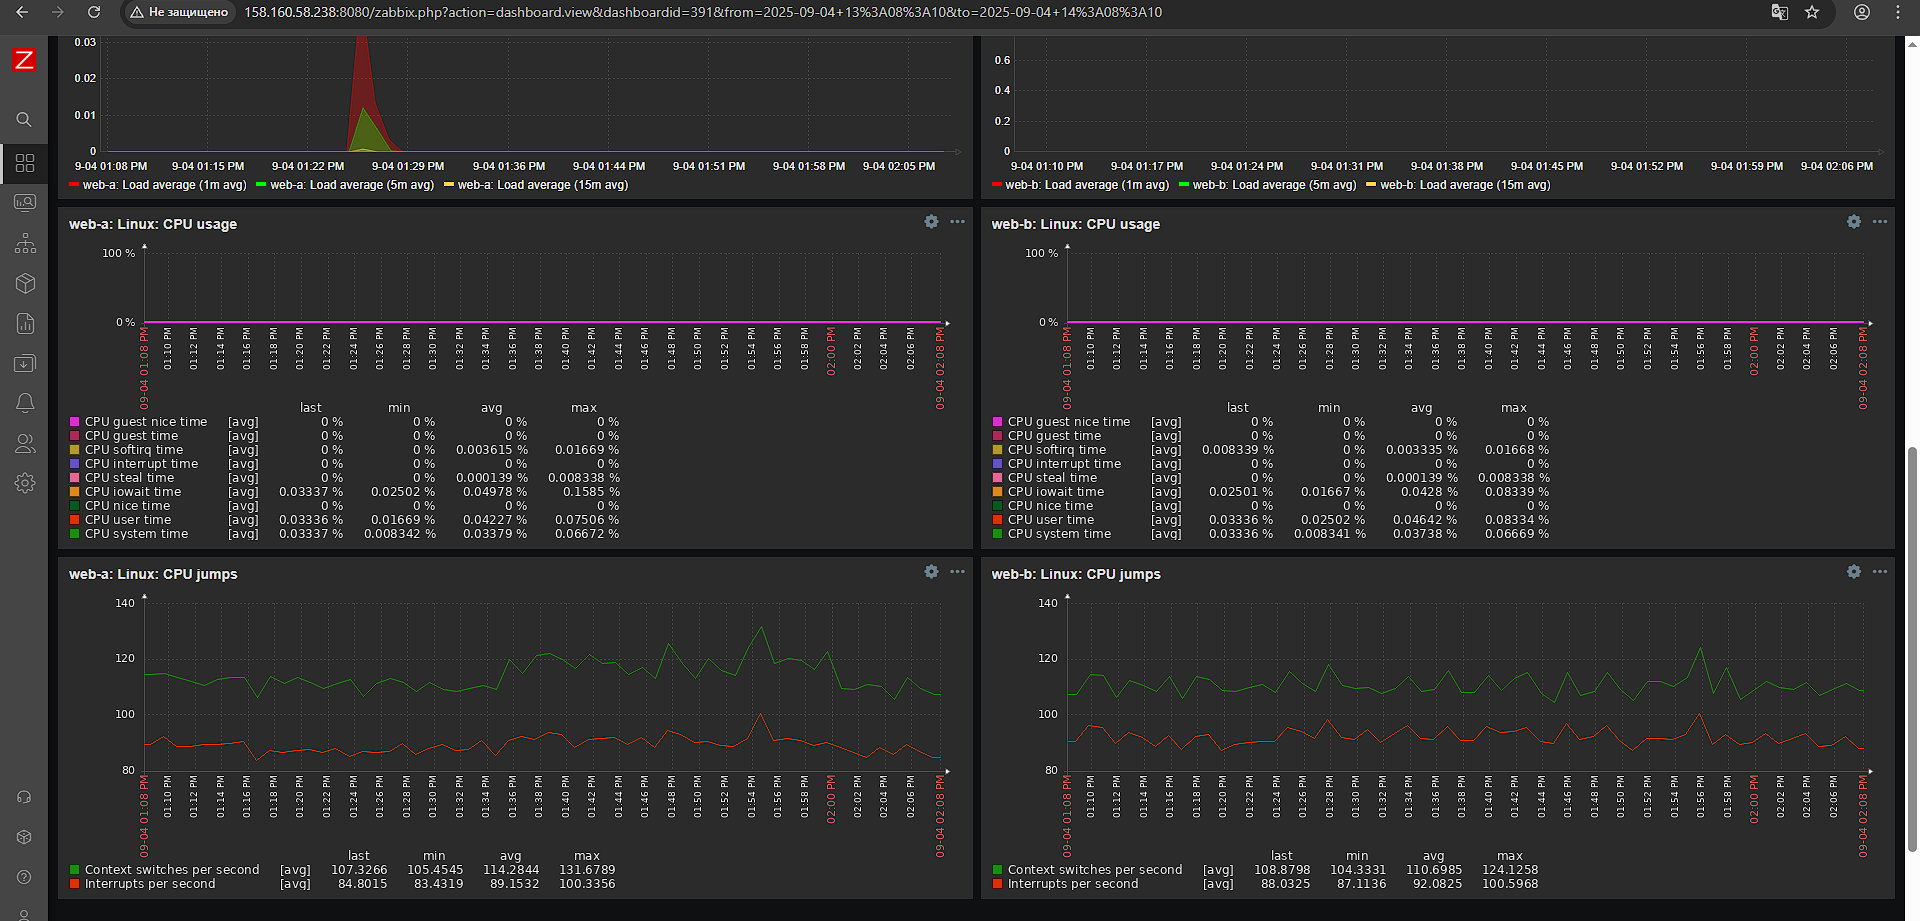 Не защищено 158.160.58.238:8080/zabbix.php?action=dashboard.view&dashboardid=391&from=2025-09-04+13%3A08%3A10&to=2025-09-04+14%3A08%3A10
Z
0.03
0.02
0.01
0
9-04 01:08 PM 9-04 01:15 PM 9-04 01:22 PM 9-04 01:29 PM 9-04 01:36 PM 9-04 01:44 PM 9-04 01:51 PM 9-04 01:58 PM 9-04 02:05 PM
web-a: Load average (1m avg) web-a: Load average (5m avg) web-a: Load average (15m avg)
0.6
0.4
0.2
0
9-04 01:10 PM 9-04 01:17 PM 9-04 01:24 PM 9-04 01:31 PM 9-04 01:38 PM 9-04 01:45 PM 9-04 01:52 PM 9-04 01:59 PM 9-04 02:06 PM
web-b: Load average (1m avg) web-b: Load average (5m avg) web-b: Load average (15m avg)
web-a: Linux: CPU usage
100 %
0 %
09-04 01:08 PM 01:10 PM 01:12 PM 01:14 PM 01:16 PM 01:18 PM 01:20 PM 01:22 PM 01:24 PM 01:26 PM 01:28 PM 01:30 PM 01:32 PM 01:34 PM 01:36 PM 01:38 PM 01:40 PM 01:42 PM 01:44 PM 01:46 PM 01:48 PM 01:50 PM 01:52 PM 01:54 PM 01:56 PM 01:58 PM 02:00 PM 02:02 PM 02:04 PM 02:06 PM 09-04 02:08 PM
last min avg max
CPU guest nice time [avg] 0 % 0 % 0 % 0 %
CPU guest time [avg] 0 % 0 % 0 % 0 %
CPU softirq time [avg] 0 % 0 % 0.003615 % 0.01669 %
CPU interrupt time [avg] 0 % 0 % 0 % 0 %
CPU steal time [avg] 0 % 0 % 0.000139 % 0.008338 %
CPU iowait time [avg] 0.03337 % 0.02502 % 0.04978 % 0.1585 %
CPU nice time [avg] 0 % 0 % 0 % 0 %
CPU user time [avg] 0.03336 % 0.01669 % 0.04227 % 0.07506 %
CPU system time [avg] 0.03337 % 0.008342 % 0.03379 % 0.06672 %
web-b: Linux: CPU usage
100 %
0 %
09-04 01:08 PM 01:10 PM 01:12 PM 01:14 PM 01:16 PM 01:18 PM 01:20 PM 01:22 PM 01:24 PM 01:26 PM 01:28 PM 01:30 PM 01:32 PM 01:34 PM 01:36 PM 01:38 PM 01:40 PM 01:42 PM 01:44 PM 01:46 PM 01:48 PM 01:50 PM 01:52 PM 01:54 PM 01:56 PM 01:58 PM 02:00 PM 02:02 PM 02:04 PM 02:06 PM 09-04 02:08 PM
last min avg max
CPU guest nice time [avg] 0 % 0 % 0 % 0 %
CPU guest time [avg] 0 % 0 % 0 % 0 %
CPU softirq time [avg] 0.008339 % 0 % 0.003335 % 0.01668 %
CPU interrupt time [avg] 0 % 0 % 0 % 0 %
CPU steal time [avg] 0 % 0 % 0.000139 % 0.008338 %
CPU iowait time [avg] 0.02501 % 0.01667 % 0.0428 % 0.08339 %
CPU nice time [avg] 0 % 0 % 0 % 0 %
CPU user time [avg] 0.03336 % 0.02502 % 0.04642 % 0.08334 %
CPU system time [avg] 0.03336 % 0.008341 % 0.03738 % 0.06669 %
web-a: Linux: CPU jumps
140
120
100
80
09-04 01:08 PM 01:10 PM 01:12 PM 01:14 PM 01:16 PM 01:18 PM 01:20 PM 01:22 PM 01:24 PM 01:26 PM 01:28 PM 01:30 PM 01:32 PM 01:34 PM 01:36 PM 01:38 PM 01:40 PM 01:42 PM 01:44 PM 01:46 PM 01:48 PM 01:50 PM 01:52 PM 01:54 PM 01:56 PM 01:58 PM 02:00 PM 02:02 PM 02:04 PM 02:06 PM 09-04 02:08 PM
last min avg max
Context switches per second [avg] 107.3266 105.4545 114.2844 131.6789
Interrupts per second [avg] 84.8015 83.4319 89.1532 100.3356
web-b: Linux: CPU jumps
140
120
100
80
09-04 01:08 PM 01:10 PM 01:12 PM 01:14 PM 01:16 PM 01:18 PM 01:20 PM 01:22 PM 01:24 PM 01:26 PM 01:28 PM 01:30 PM 01:32 PM 01:34 PM 01:36 PM 01:38 PM 01:40 PM 01:42 PM 01:44 PM 01:46 PM 01:48 PM 01:50 PM 01:52 PM 01:54 PM 01:56 PM 01:58 PM 02:00 PM 02:02 PM 02:04 PM 02:06 PM 09-04 02:08 PM
last min avg max
Context switches per second [avg] 108.8798 104.3331 110.6985 124.1258
Interrupts per second [avg] 88.0325 87.1136 92.0825 100.5968